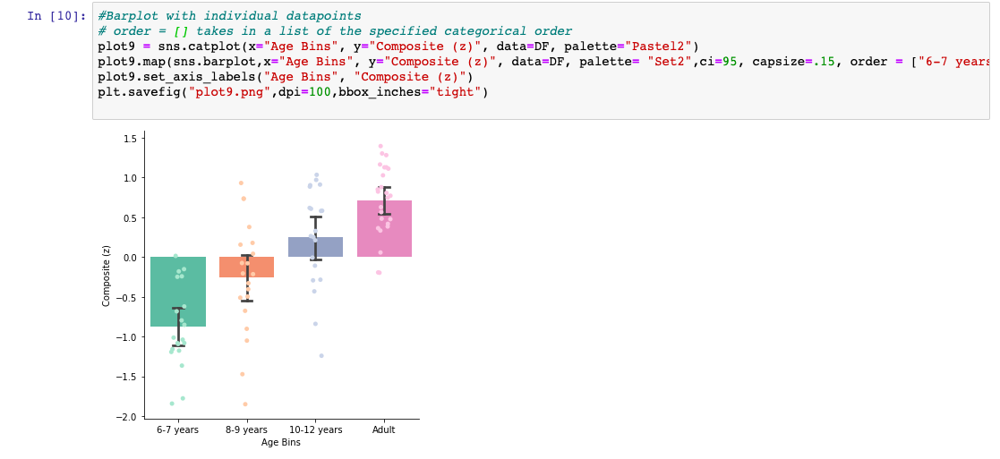 In [10]: #Barplot with individual datapoints
# order = [] takes in a list of the specified categorical order
plot9 = sns.catplot(x="Age Bins", y="Composite (z)", data=DF, palette="Pastel2")
plot9.map(sns.barplot,x="Age Bins", y="Composite (z)", data=DF, palette= "Set2",ci=95, capsize=.15, order = ["6-7 years
plot9.set_axis_labels("Age Bins", "Composite (z)")
plt.savefig("plot9.png",dpi=100,bbox_inches="tight")
1.5
1.0
0.5
0.0
−0.5
−1.0
−1.5
−2.0
Composite (z)
6-7 years 8-9 years 10-12 years Adult
Age Bins